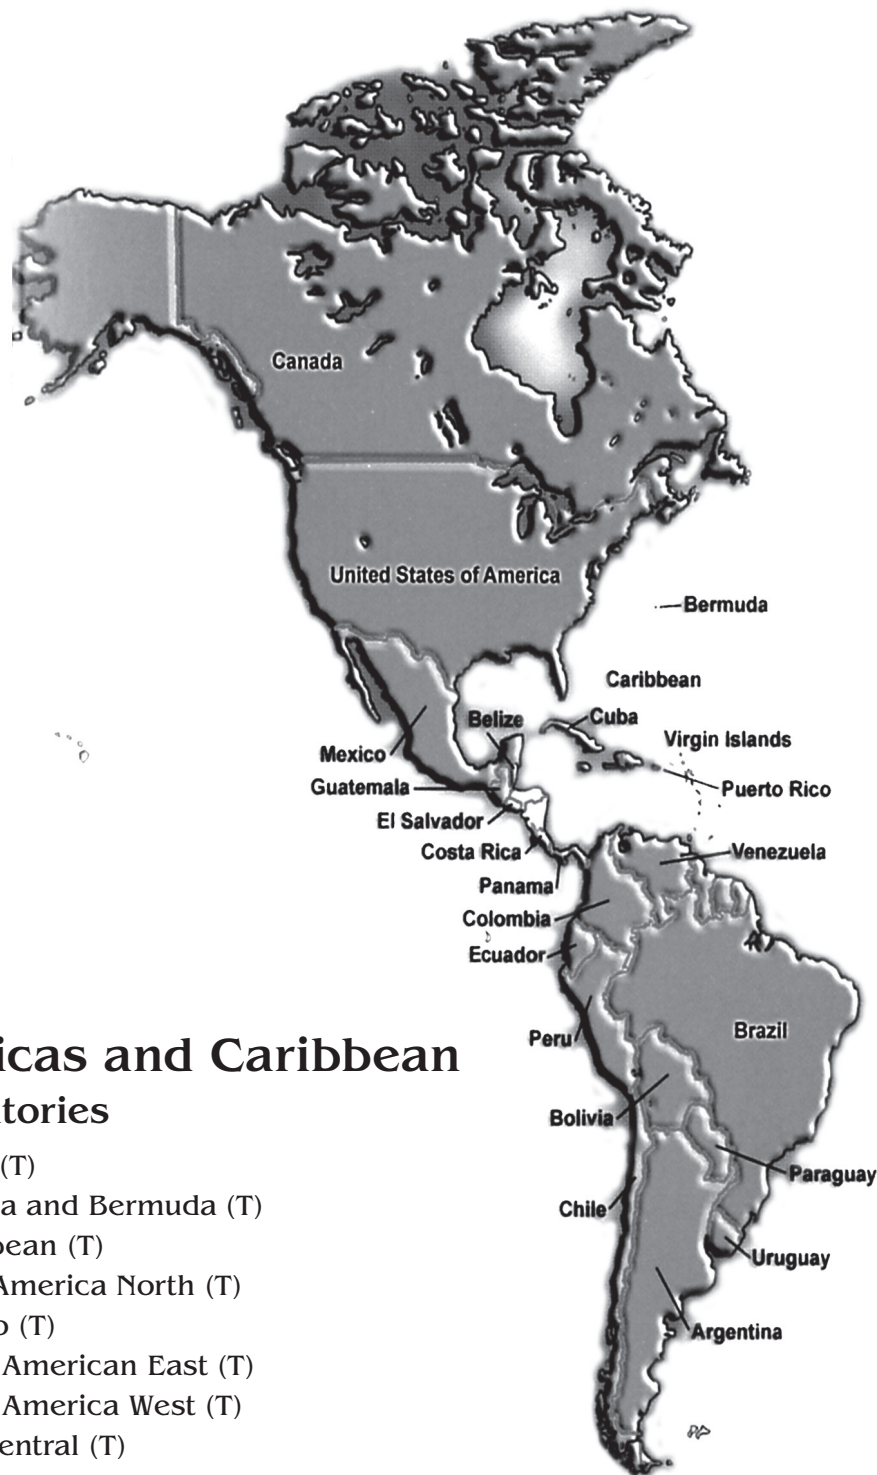 Canada
United States of America
Bermuda
Caribbean
Cuba
Belize
Virgin Islands
Mexico
Puerto Rico
Guatemala
El Salvador
Costa Rica
Venezuela
Panama
Colombia
Ecuador
Brazil
Peru
Bolivia
Paraguay
Chile
Uruguay
Argentina
icas and Caribbean
tories
(T)
a and Bermuda (T)
bean (T)
America North (T)
o (T)
American East (T)
America West (T)
entral (T)